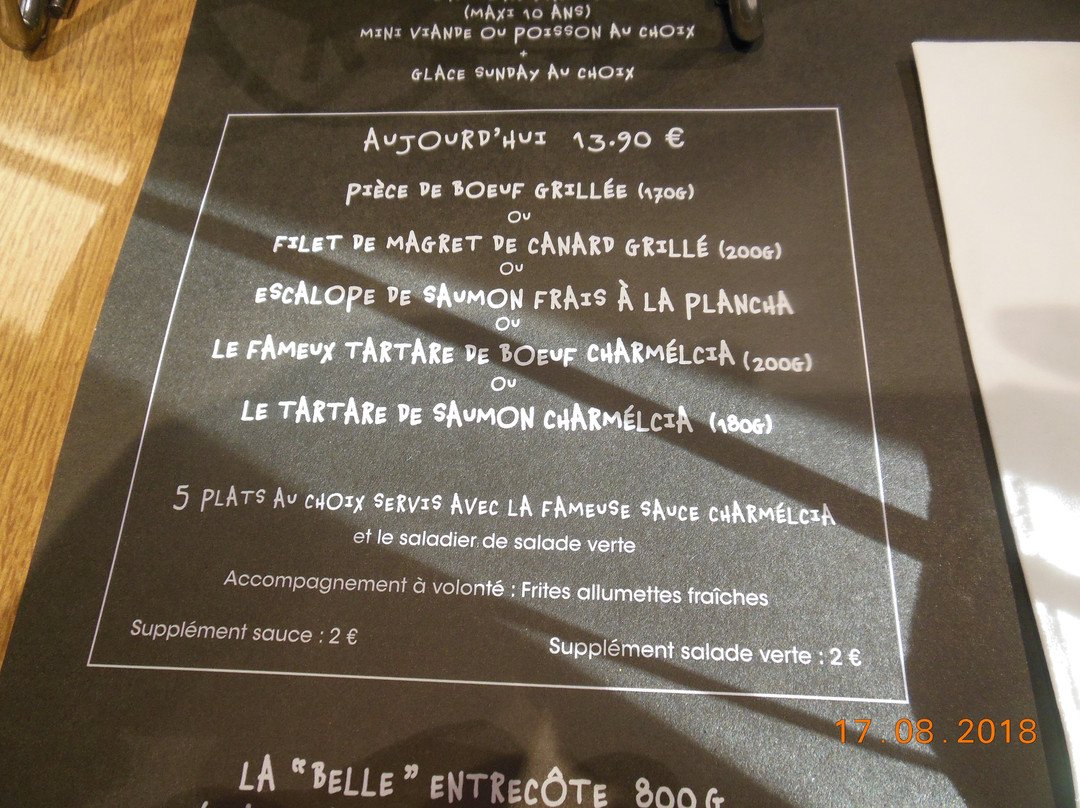 (MAXI 10 ANS)
MINI VIANDE OU POISSON AU CHOIX
+
GLACE SUNDAY AU CHOIX
AUJOURD'HUI 13.90 €
PIÈCE DE BOEUF GRILLÉE (170G)
OU
FILET DE MAGRET DE CANARD GRILLÉ (200G)
OU
ESCALOPE DE SAUMON FRAIS À LA PLANCHA
OU
LE FAMEUX TARTARE DE BOEUF CHARMÉLCIA (200G)
OU
LE TARTARE DE SAUMON CHARMÉLCIA (180G)
5 PLATS AU CHOIX SERVIS AVEC LA FAMEUSE SAUCE CHARMÉLCIA
et le saladier de salade verte
Accompagnement à volonté : Frites allumettes fraîches
Supplément sauce : 2 €
Supplément salade verte : 2 €
17.08.2018
LA "BELLE" ENTRECÔTE 800 G